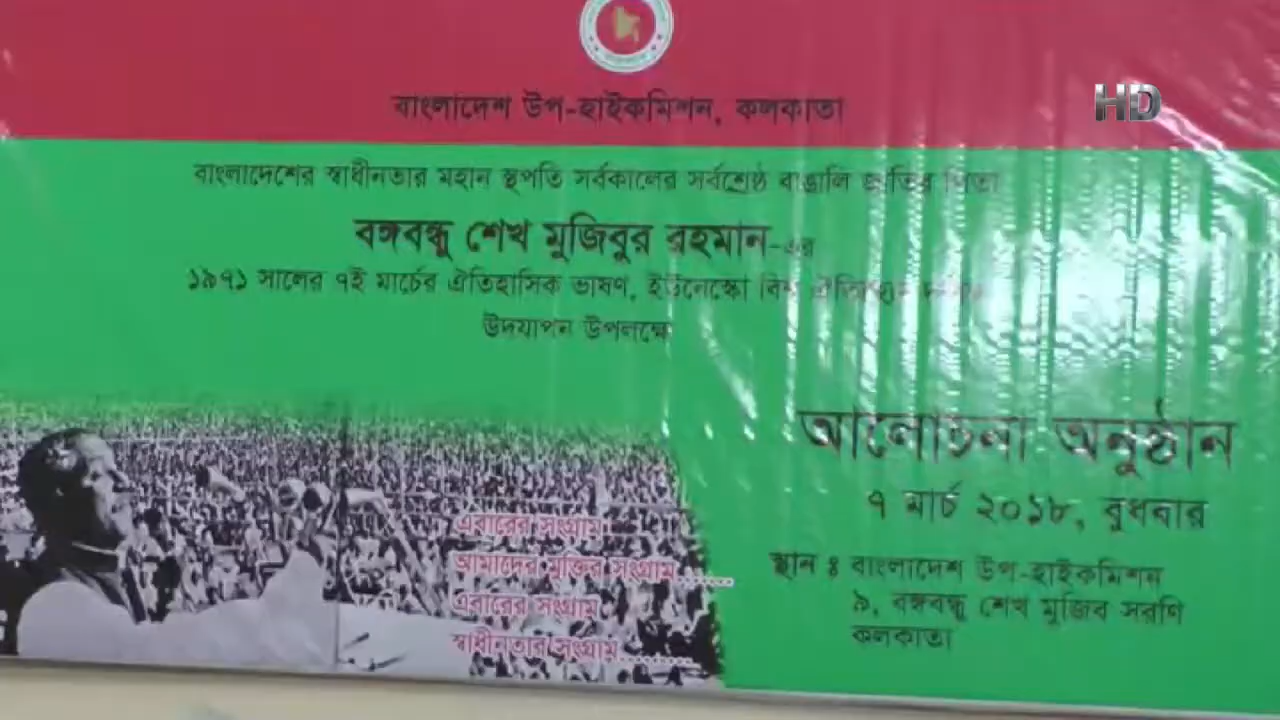 বাংলাদেশ উপ-হাইকমিশন, কলকাতা
HD
বাংলাদেশের স্বাধীনতার মহান স্থপতি সর্বকালের সর্বশ্রেষ্ঠ বাঙালি জাতির পিতা
বঙ্গবন্ধু শেখ মুজিবুর রহমান-এর
১৯৭১ সালের ৭ই মার্চের ঐতিহাসিক ভাষণ, ইউনেস্কো বিশ্ব
উদযাপন উপলক্ষে
আলোচনা অনুষ্ঠান
৭ মার্চ ২০১৮, বুধবার
স্থান ঃ বাংলাদেশ উপ-হাইকমিশন
৯, বঙ্গবন্ধু শেখ মুজিব সরণি
কলকাতা
এবারের সংগ্রাম
আমাদের মুক্তির সংগ্রাম.......
এবারের সংগ্রাম
স্বাধীনতার সংগ্রাম.........